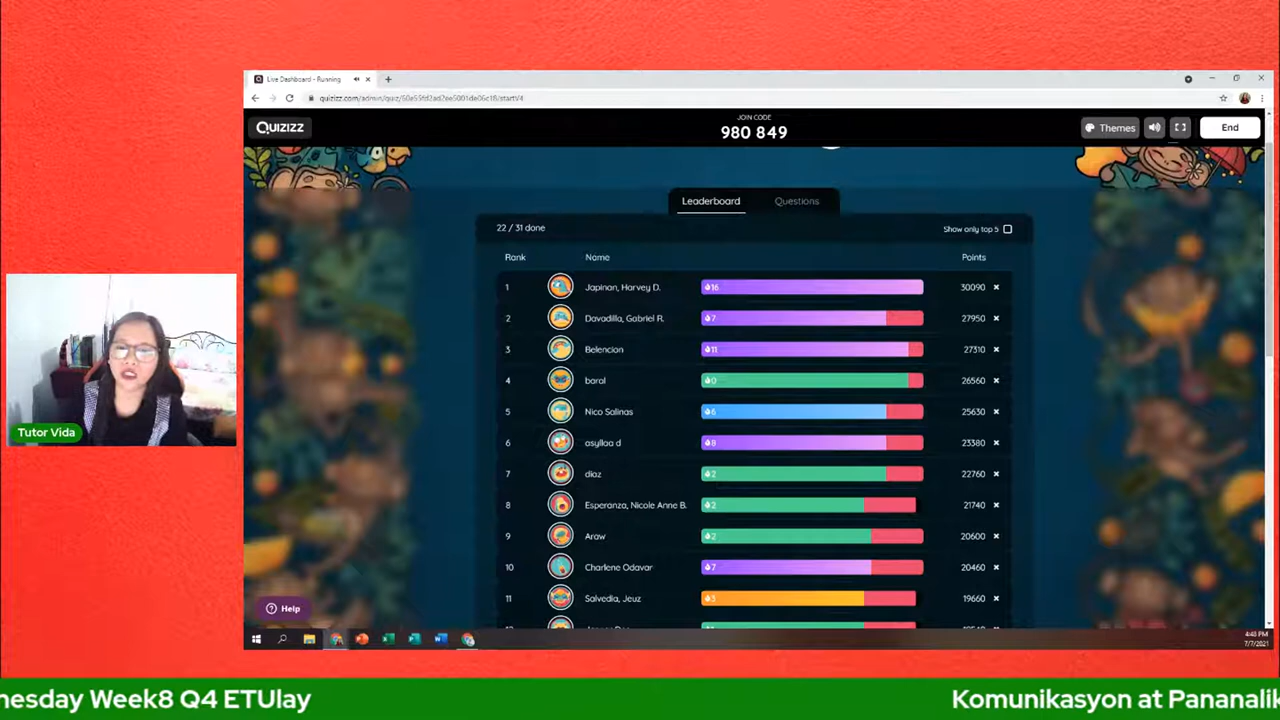 Live Dashboard - Running
quizizz.com/admin/quiz/60e55fd2ad2ee5001de06c18/startV4
QUIZIZZ
JOIN CODE
980 849
Themes
End
Leaderboard
Questions
22 / 31 done
Show only top 5
Rank Name Points
1 Japinan, Harvey D. 16 30090
2 Davadilla, Gabriel R. 7 27950
3 Belencion 11 27310
4 baral 0 26560
5 Nico Salinas 6 25630
6 asyllaa d 8 23380
7 diaz 2 22760
8 Esperanza, Nicole Anne B. 2 21740
9 Araw 2 20600
10 Charlene Odavar 7 20460
11 Salvedia, Jeuz 3 19660
Help
Tutor Vida
4:48 PM
7/7/2021
nesday Week8 Q4 ETUlay
Komunikasyon at Pananalik